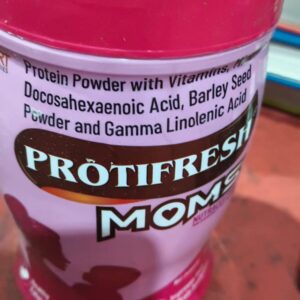 Protein Powder with Vitamins,
Docosahexaenoic Acid, Barley Seed
Powder and Gamma Linolenic Acid
PROTIFRESH
MOMS